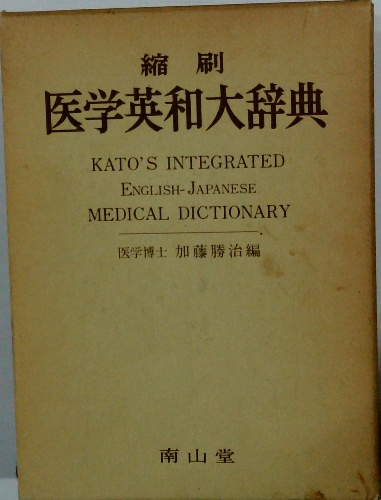 縮刷
医学英和大辞典
KATO'S INTEGRATED
ENGLISH-JAPANESE
MEDICAL DICTIONARY
医学博士 加藤勝治編
南山堂